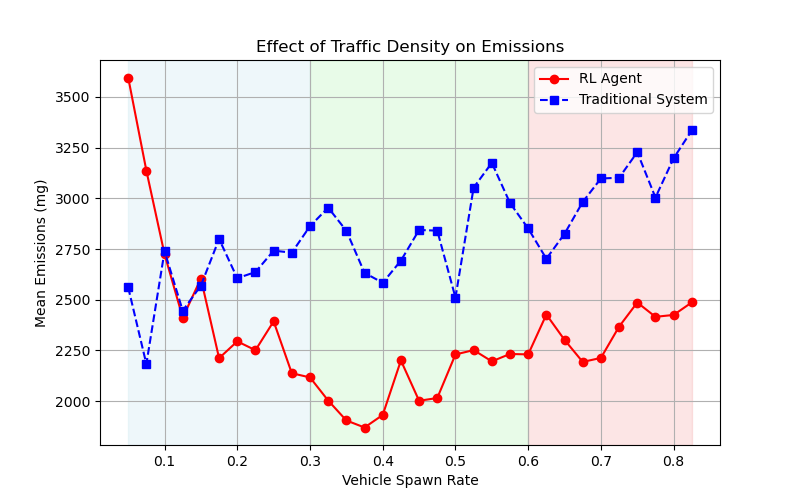 Effect of Traffic Density on Emissions
RL Agent
Traditional System
Mean Emissions (mg)
3500
3250
3000
2750
2500
2250
2000
0.1 0.2 0.3 0.4 0.5 0.6 0.7 0.8
Vehicle Spawn Rate